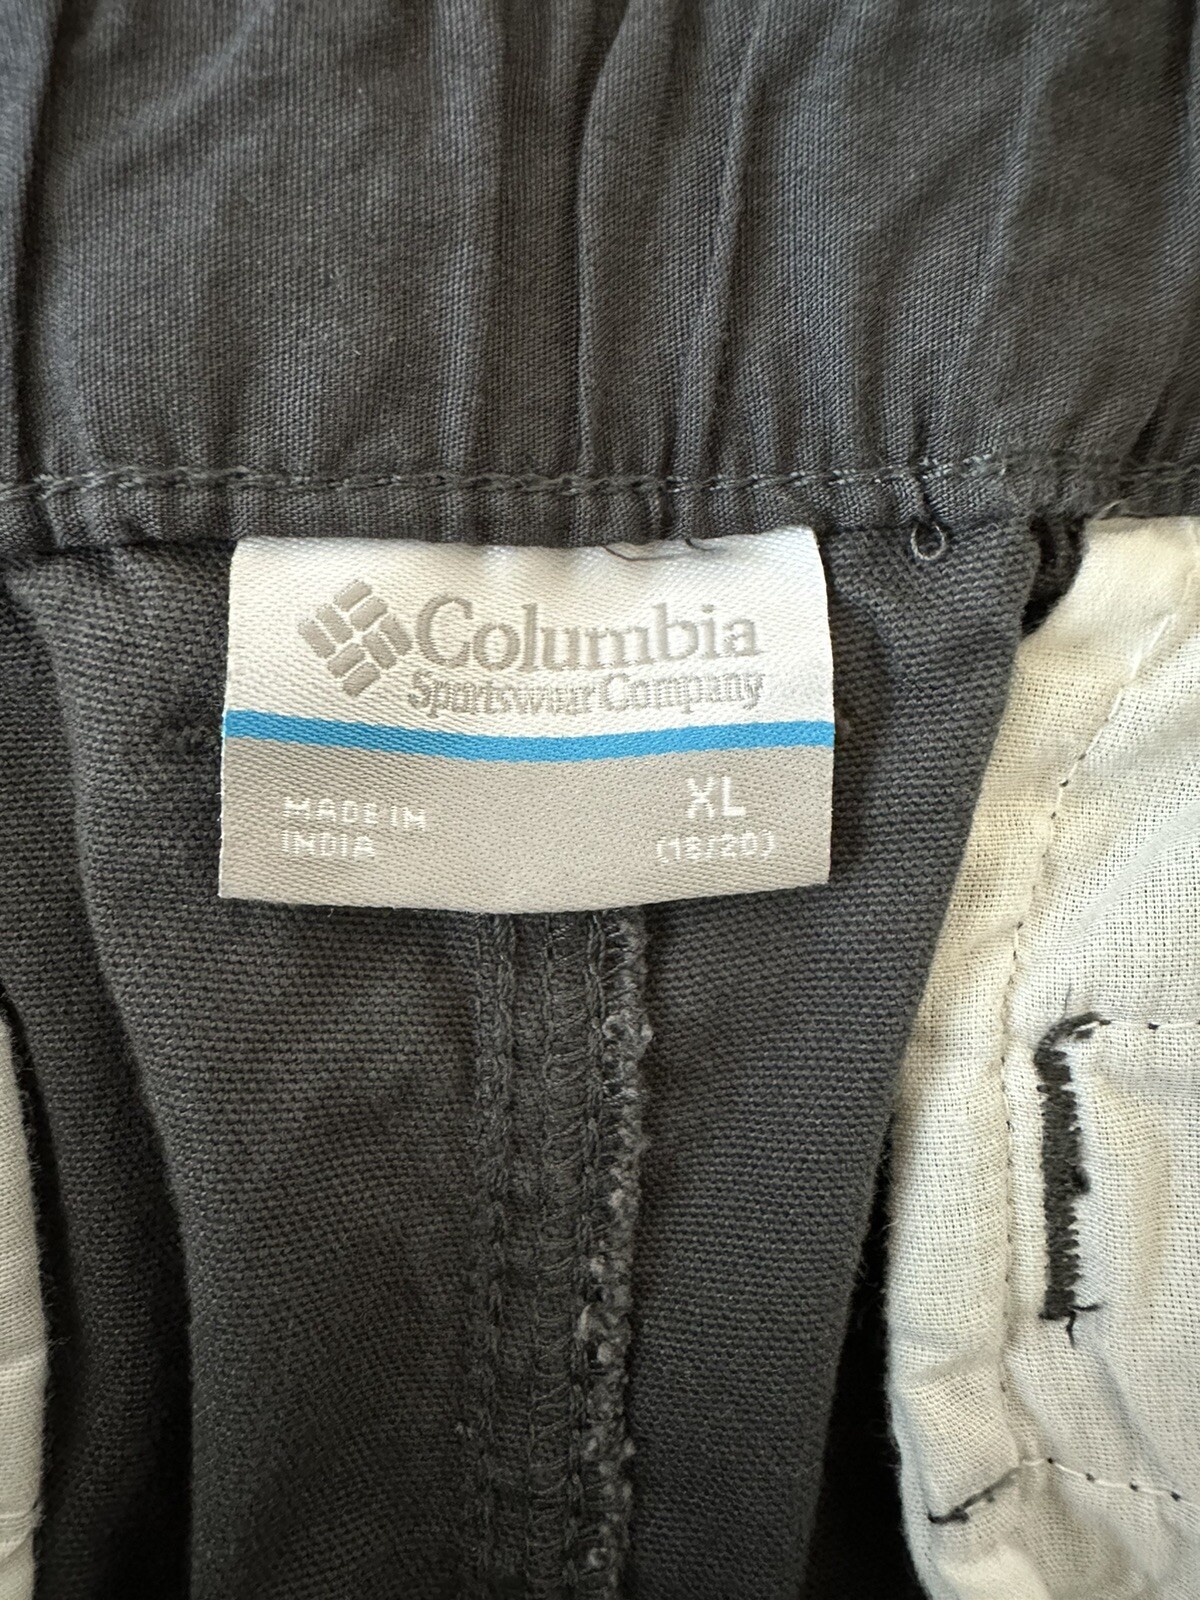 Columbia
Sportswear Company
MADE IN
INDIA
XL
(18/20)